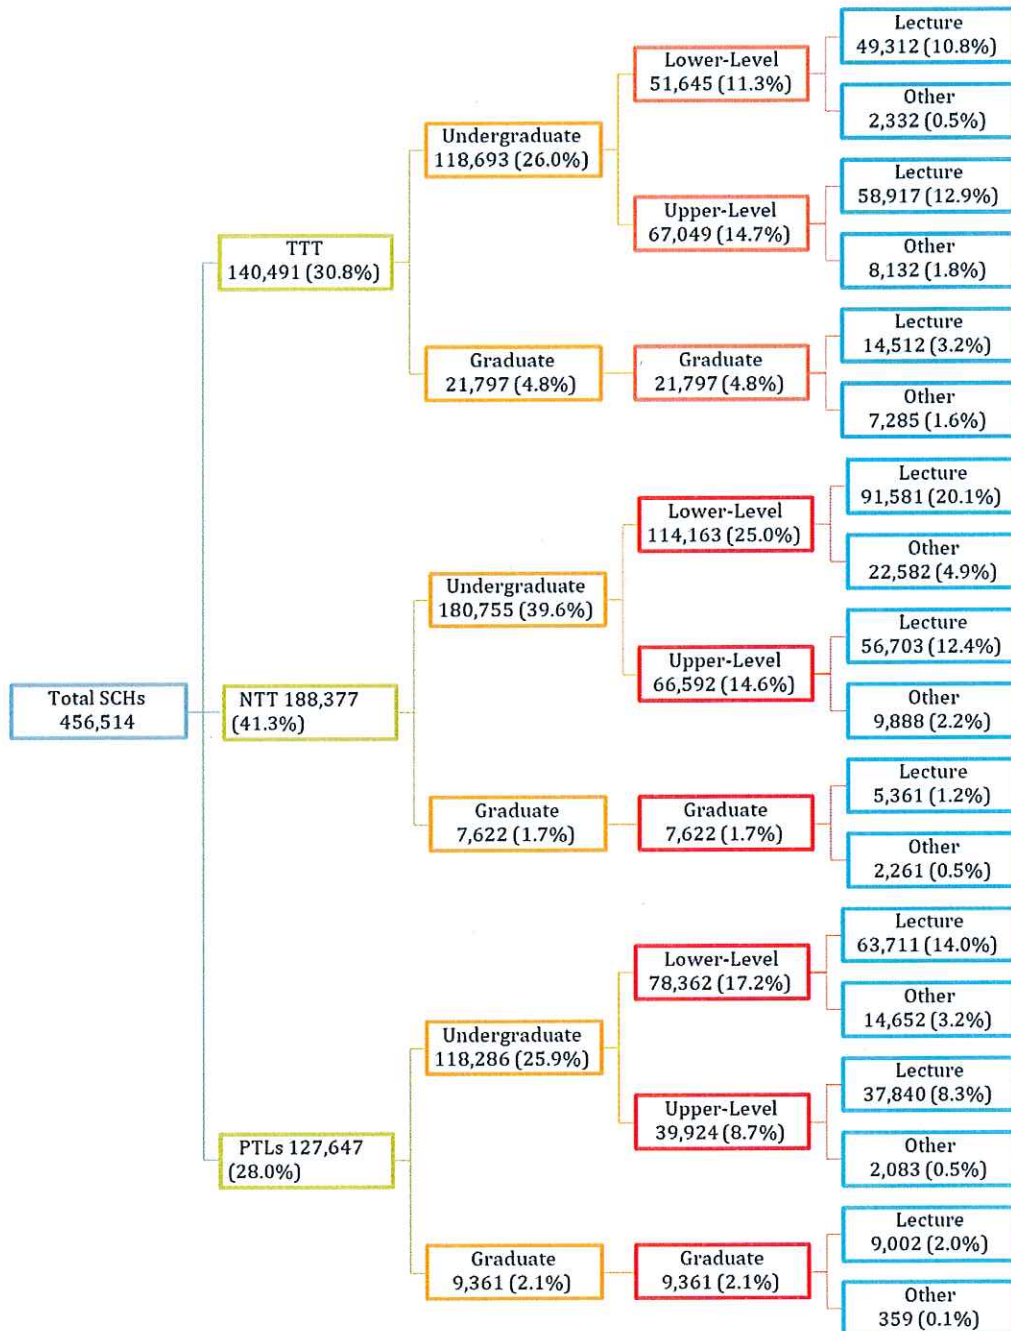 Total SCHs
456,514
TTT
140,491 (30.8%)
Undergraduate
118,693 (26.0%)
Lower-Level
51,645 (11.3%)
Lecture
49,312 (10.8%)
Other
2,332 (0.5%)
Upper-Level
67,049 (14.7%)
Lecture
58,917 (12.9%)
Other
8,132 (1.8%)
Graduate
21,797 (4.8%)
Graduate
21,797 (4.8%)
Lecture
14,512 (3.2%)
Other
7,285 (1.6%)
NTT 188,377
(41.3%)
Undergraduate
180,755 (39.6%)
Lower-Level
114,163 (25.0%)
Lecture
91,581 (20.1%)
Other
22,582 (4.9%)
Upper-Level
66,592 (14.6%)
Lecture
56,703 (12.4%)
Other
9,888 (2.2%)
Graduate
7,622 (1.7%)
Graduate
7,622 (1.7%)
Lecture
5,361 (1.2%)
Other
2,261 (0.5%)
PTLs 127,647
(28.0%)
Undergraduate
118,286 (25.9%)
Lower-Level
78,362 (17.2%)
Lecture
63,711 (14.0%)
Other
14,652 (3.2%)
Upper-Level
39,924 (8.7%)
Lecture
37,840 (8.3%)
Other
2,083 (0.5%)
Graduate
9,361 (2.1%)
Graduate
9,361 (2.1%)
Lecture
9,002 (2.0%)
Other
359 (0.1%)